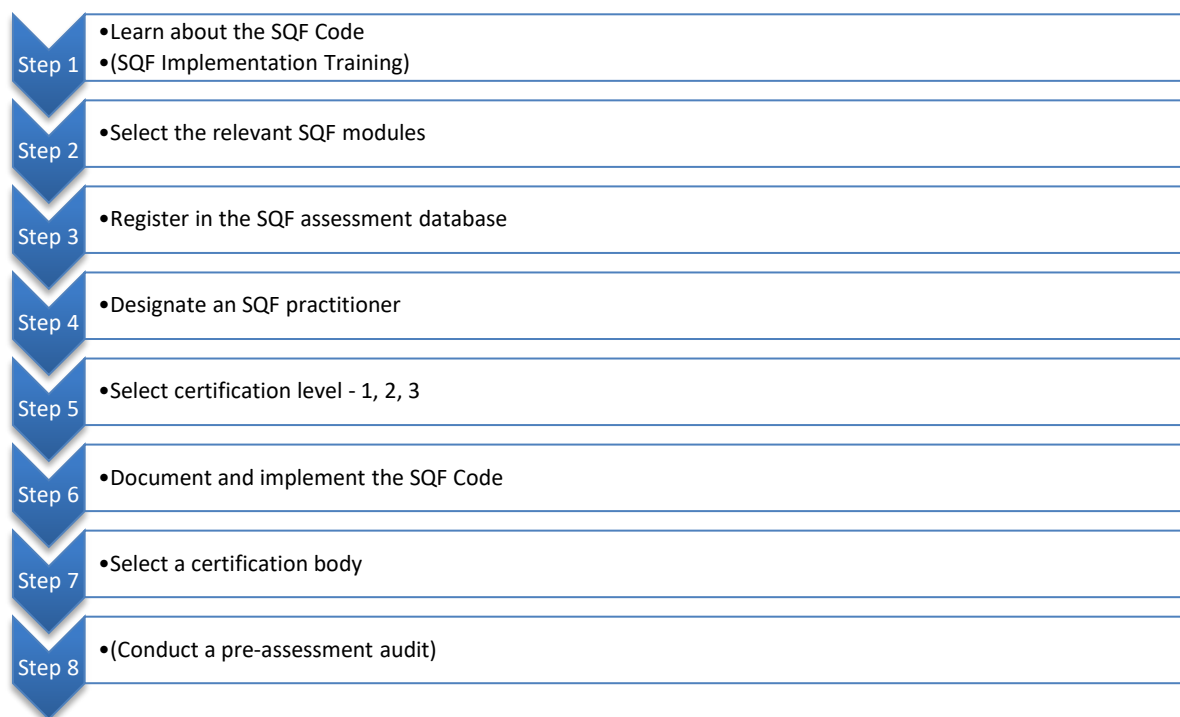 Step 1
•Learn about the SQF Code
•(SQF Implementation Training)
Step 2
•Select the relevant SQF modules
Step 3
•Register in the SQF assessment database
Step 4
•Designate an SQF practitioner
Step 5
•Select certification level - 1, 2, 3
Step 6
•Document and implement the SQF Code
Step 7
•Select a certification body
Step 8
•(Conduct a pre-assessment audit)